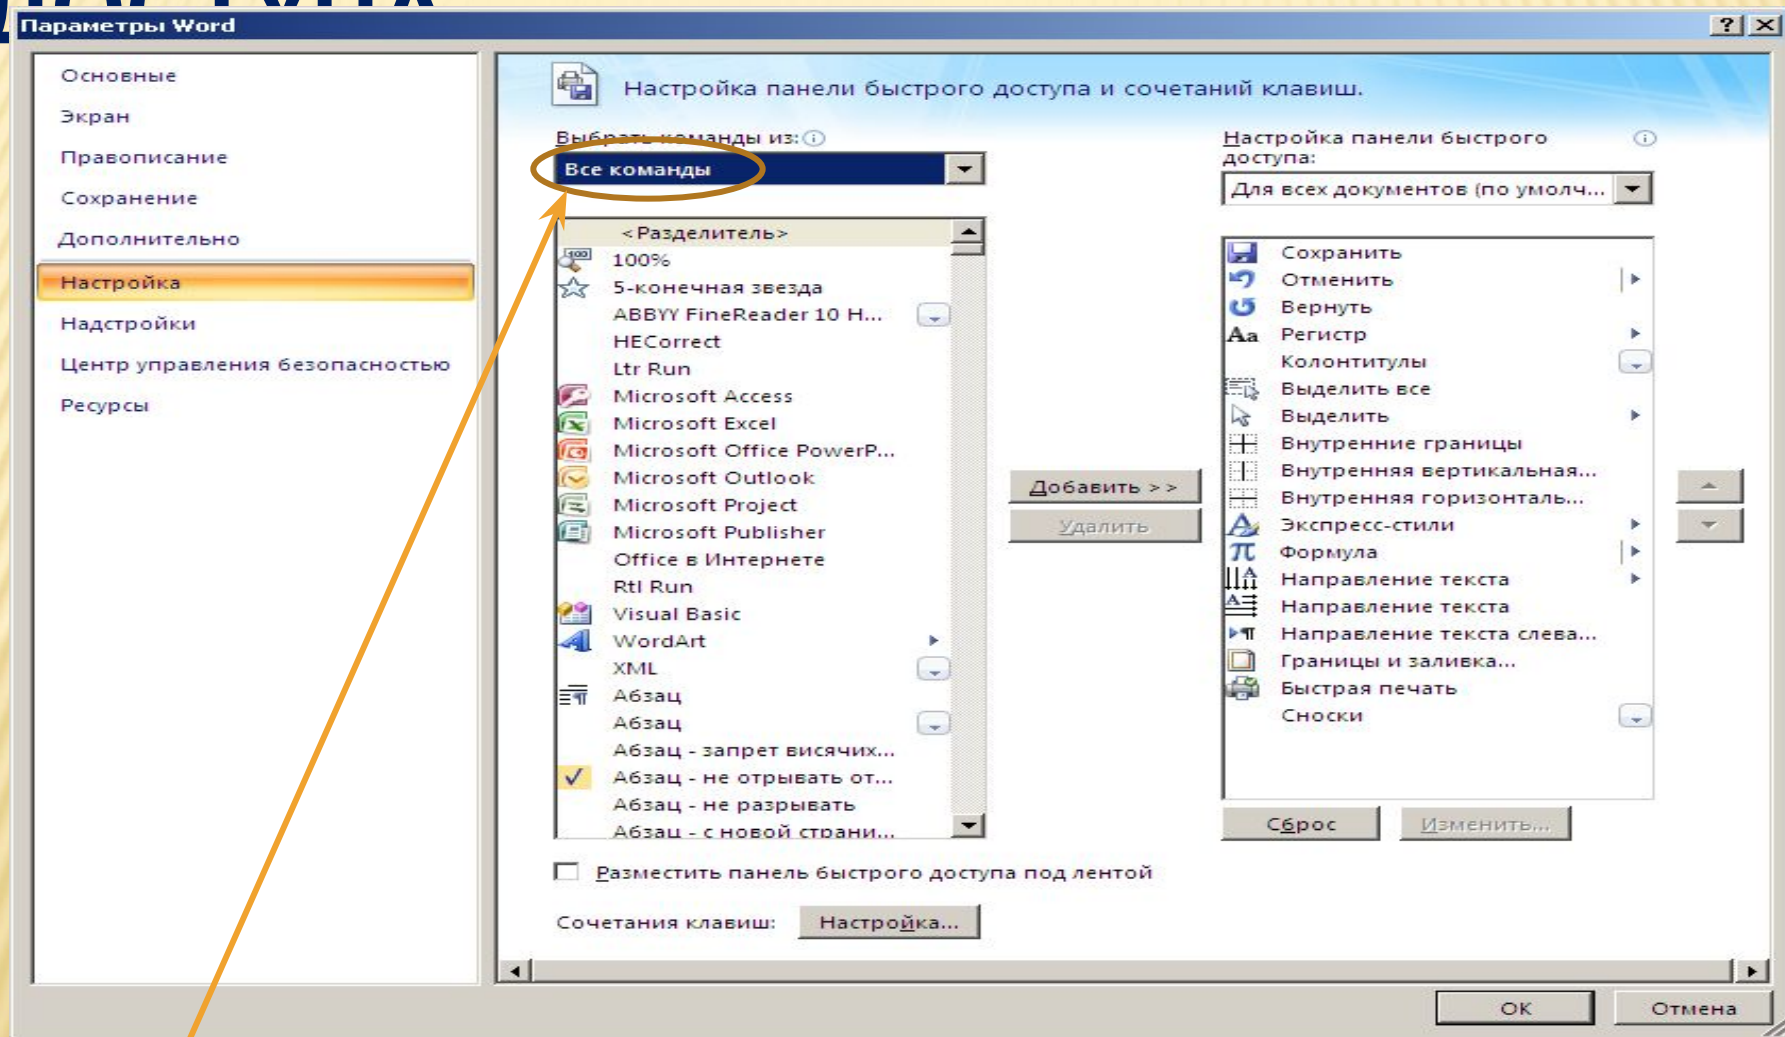 Параметры Word
Основные
Экран
Правописание
Сохранение
Дополнительно
Настройка
Надстройки
Центр управления безопасностью
Ресурсы
Настройка панели быстрого доступа и сочетаний клавиш.
Выбрать команды из:
Все команды
<Разделитель>
100%
5-конечная звезда
ABBYY FineReader 10 H...
HECorrect
Ltr Run
Microsoft Access
Microsoft Excel
Microsoft Office PowerP...
Microsoft Outlook
Microsoft Project
Microsoft Publisher
Office в Интернете
Rtl Run
Visual Basic
WordArt
XML
Абзац
Абзац
Абзац - запрет висячих...
Абзац - не отрывать от...
Абзац - не разрывать
Абзац - с новой страни...
Добавить >>
Удалить
Настройка панели быстрого
доступа:
Для всех документов (по умолч...
Сохранить
Отменить
Вернуть
Регистр
Колонтитулы
Выделить все
Выделить
Внутренние границы
Внутренняя вертикальная...
Внутренняя горизонталь...
Экспресс-стили
Формула
Направление текста
Направление текста
Направление текста слева...
Границы и заливка...
Быстрая печать
Сноски
Сброс
Изменить...
Разместить панель быстрого доступа под лентой
Сочетания клавиш:
Настройка...
ОК
Отмена